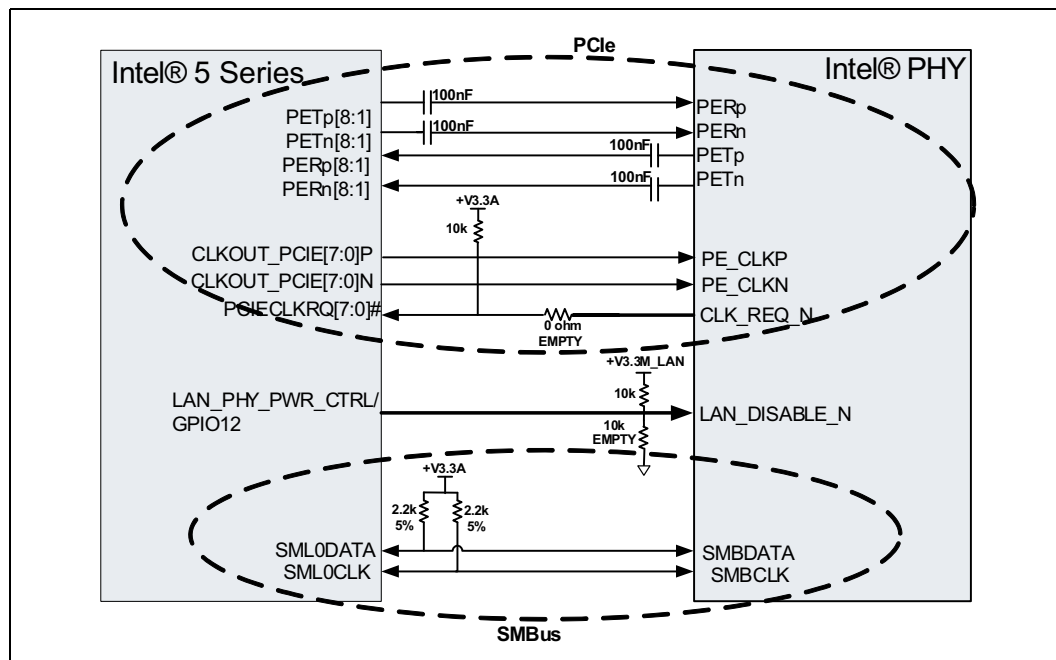 PCIe
Intel® 5 Series
Intel® PHY
100nF
PETp[8:1]
PERp
100nF
PETn[8:1]
PERn
100nF
PERp[8:1]
PETp
100nF
PERn[8:1]
PETn
+V3.3A
10k
CLKOUT_PCIE[7:0]P
PE_CLKP
CLKOUT_PCIE[7:0]N
PE_CLKN
PCIECLKRQ[7:0]#
CLK_REQ_N
0 ohm
EMPTY
+V3.3M_LAN
10k
LAN_PHY_PWR_CTRL/
GPIO12
LAN_DISABLE_N
10k
EMPTY
+V3.3A
2.2k
5%
2.2k
5%
SML0DATA
SMBDATA
SML0CLK
SMBCLK
SMBus